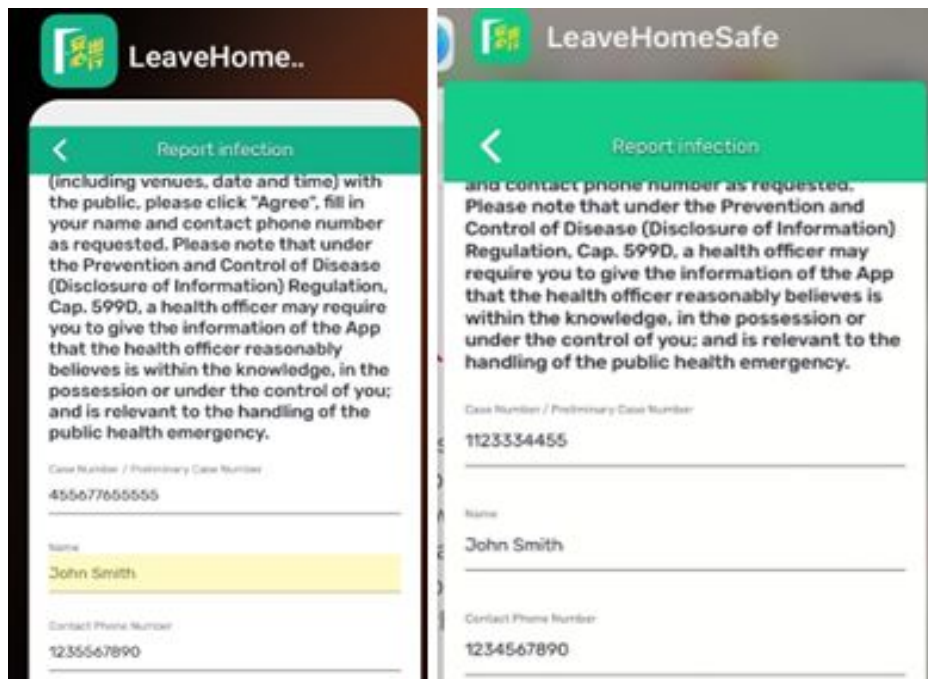 LeaveHome..
Report infection
(including venues, date and time) with
the public, please click "Agree", fill in
your name and contact phone number
as requested. Please note that under
the Prevention and Control of Disease
(Disclosure of Information) Regulation,
Cap. 599D, a health officer may require
you to give the information of the App
that the health officer reasonably
believes is within the knowledge, in the
possession or under the control of you;
and is relevant to the handling of the
public health emergency.
Case Number / Preliminary Case Number
455677655555
Name
John Smith
Contact Phone Number
1235567890
LeaveHomeSafe
Report infection
and contact phone number as requested.
Please note that under the Prevention and
Control of Disease (Disclosure of Information)
Regulation, Cap. 599D, a health officer may
require you to give the information of the App
that the health officer reasonably believes is
within the knowledge, in the possession or
under the control of you; and is relevant to the
handling of the public health emergency.
Case Number / Preliminary Case Number
1123334455
Name
John Smith
Contact Phone Number
1234567890